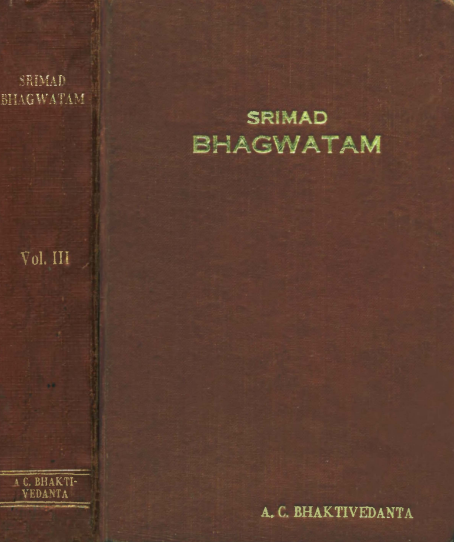 SRIMAD
BHAGWATAM
Vol. III
A C. BHAKTI-
VEDANTA
SRIMAD
BHAGWATAM
A. C. BHAKTIVEDANTA